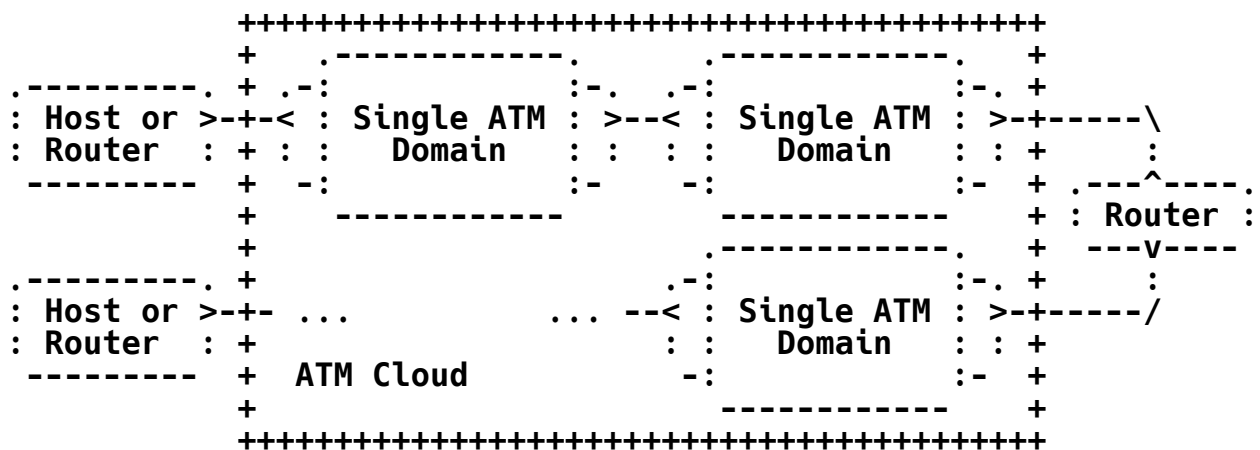 Host or Single ATM Single ATM
Router Domain Domain
Router
Host or ... ... Single ATM
Router Domain
ATM Cloud